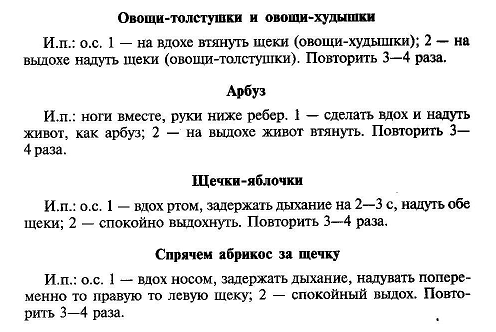 Овощи-толстушки и овощи-худышки
И.п.: о.с. 1 — на вдохе втянуть щеки (овощи-худышки); 2 — на
выдохе надуть щеки (овощи-толстушки). Повторить 3—4 раза.
Арбуз
И.п.: ноги вместе, руки ниже ребер. 1 — сделать вдох и надуть
живот, как арбуз; 2 — на выдохе живот втянуть. Повторить 3—
4 раза.
Щечки-яблочки
И.п.: о.с. 1 — вдох ртом, задержать дыхание на 2—3 с, надуть обе
щеки; 2 — спокойно выдохнуть. Повторить 3—4 раза.
Спрячем абрикос за щечку
И.п.: о.с. 1 — вдох носом, задержать дыхание, надувать попере-
менно то правую то левую щеку; 2 — спокойный выдох. Повто-
рить 3—4 раза.